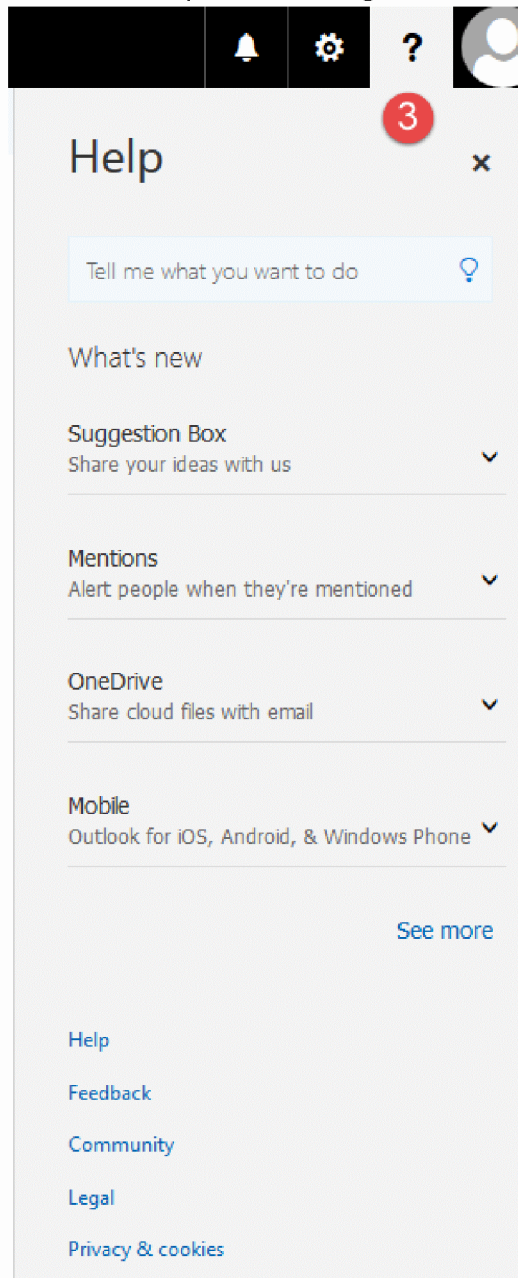 ?
3
Help
×
Tell me what you want to do
What's new
Suggestion Box
Share your ideas with us
Mentions
Alert people when they're mentioned
OneDrive
Share cloud files with email
Mobile
Outlook for iOS, Android, & Windows Phone
See more
Help
Feedback
Community
Legal
Privacy & cookies